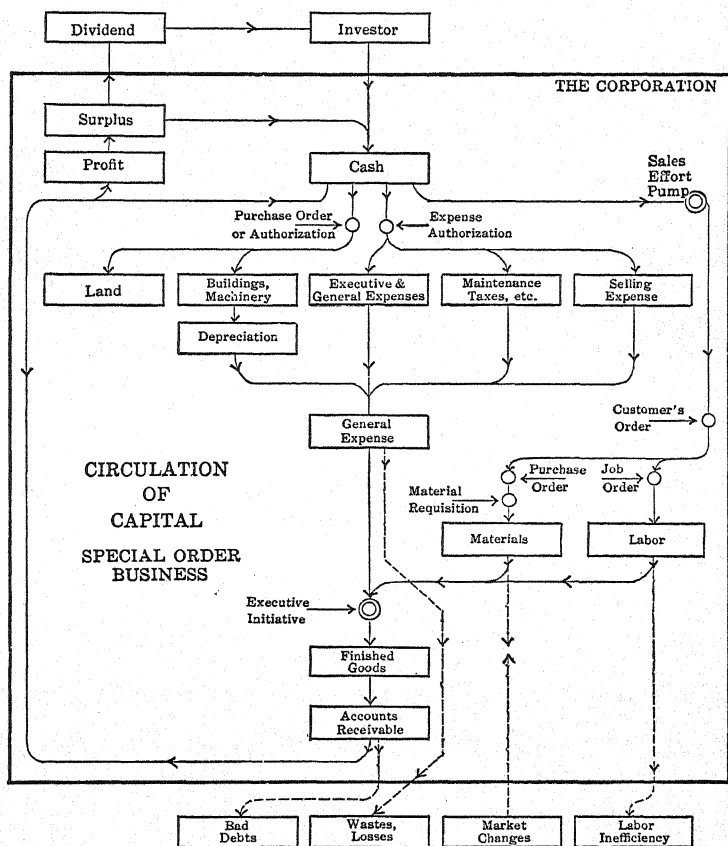 Dividend
Investor
THE CORPORATION
Surplus
Profit
Cash
Sales
Effort
Pump
Purchase Order
or Authorization
Expense
Authorization
Land
Buildings,
Machinery
Executive &
General Expenses
Maintenance
Taxes, etc.
Selling
Expense
Depreciation
General
Expense
Customer's
Order
CIRCULATION
OF
CAPITAL
SPECIAL ORDER
BUSINESS
Purchase
Order
Job
Order
Material
Requisition
Materials
Labor
Executive
Initiative
Finished
Goods
Accounts
Receivable
Bad
Debts
Wastes,
Losses
Market
Changes
Labor
Inefficiency